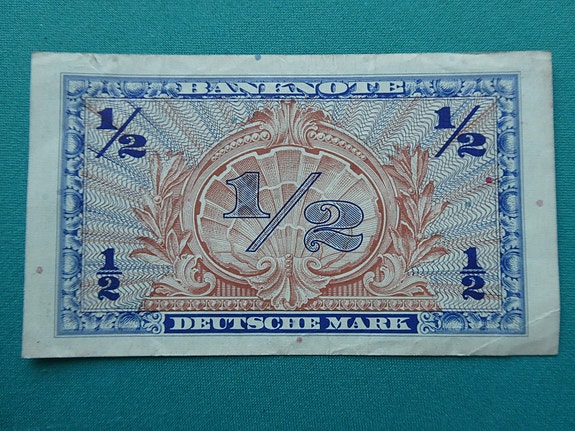 BANKNOTE
1/2 1/2
1/2
1/2 1/2
DEUTSCHE MARK